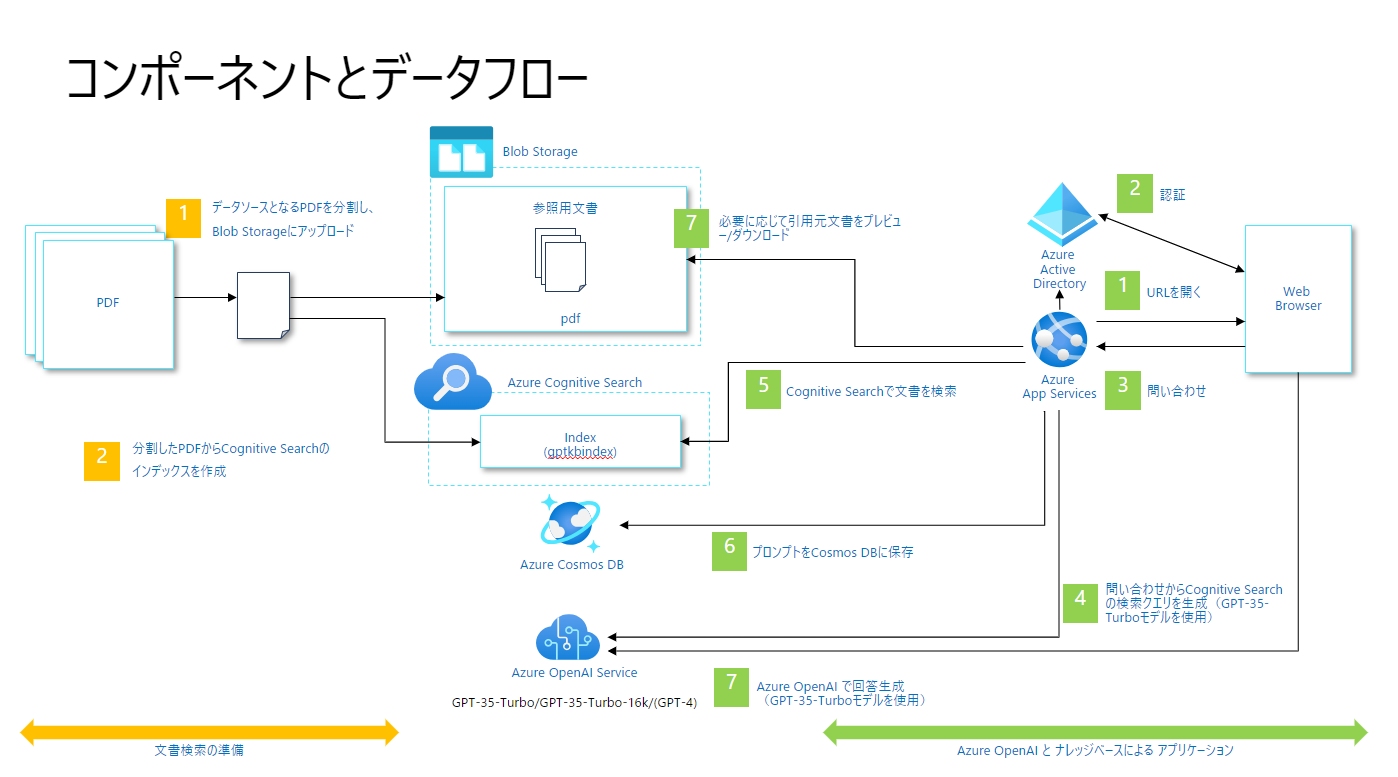 コンポーネントとデータフロー
Blob Storage
1
データソースとなるPDFを分割し、
Blob Storageにアップロード
参照用文書
pdf
PDF
7
必要に応じて引用元文書をプレビュ
ー/ダウンロード
2
認証
Azure
Active
Directory
1
URLを開く
Web
Browser
Azure
App Services
3
問い合わせ
Azure Cognitive Search
5
Cognitive Searchで文書を検索
Index
(gptkbindex)
2
分割したPDFからCognitive Searchの
インデックスを作成
Azure Cosmos DB
6
プロンプトをCosmos DBに保存
4
問い合わせからCognitive Search
の検索クエリを生成（GPT-35-
Turboモデルを使用）
Azure OpenAI Service
GPT-35-Turbo/GPT-35-Turbo-16k/(GPT-4)
7
Azure OpenAI で回答生成
（GPT-35-Turboモデルを使用）
文書検索の準備
Azure OpenAI と ナレッジベースによる アプリケーション